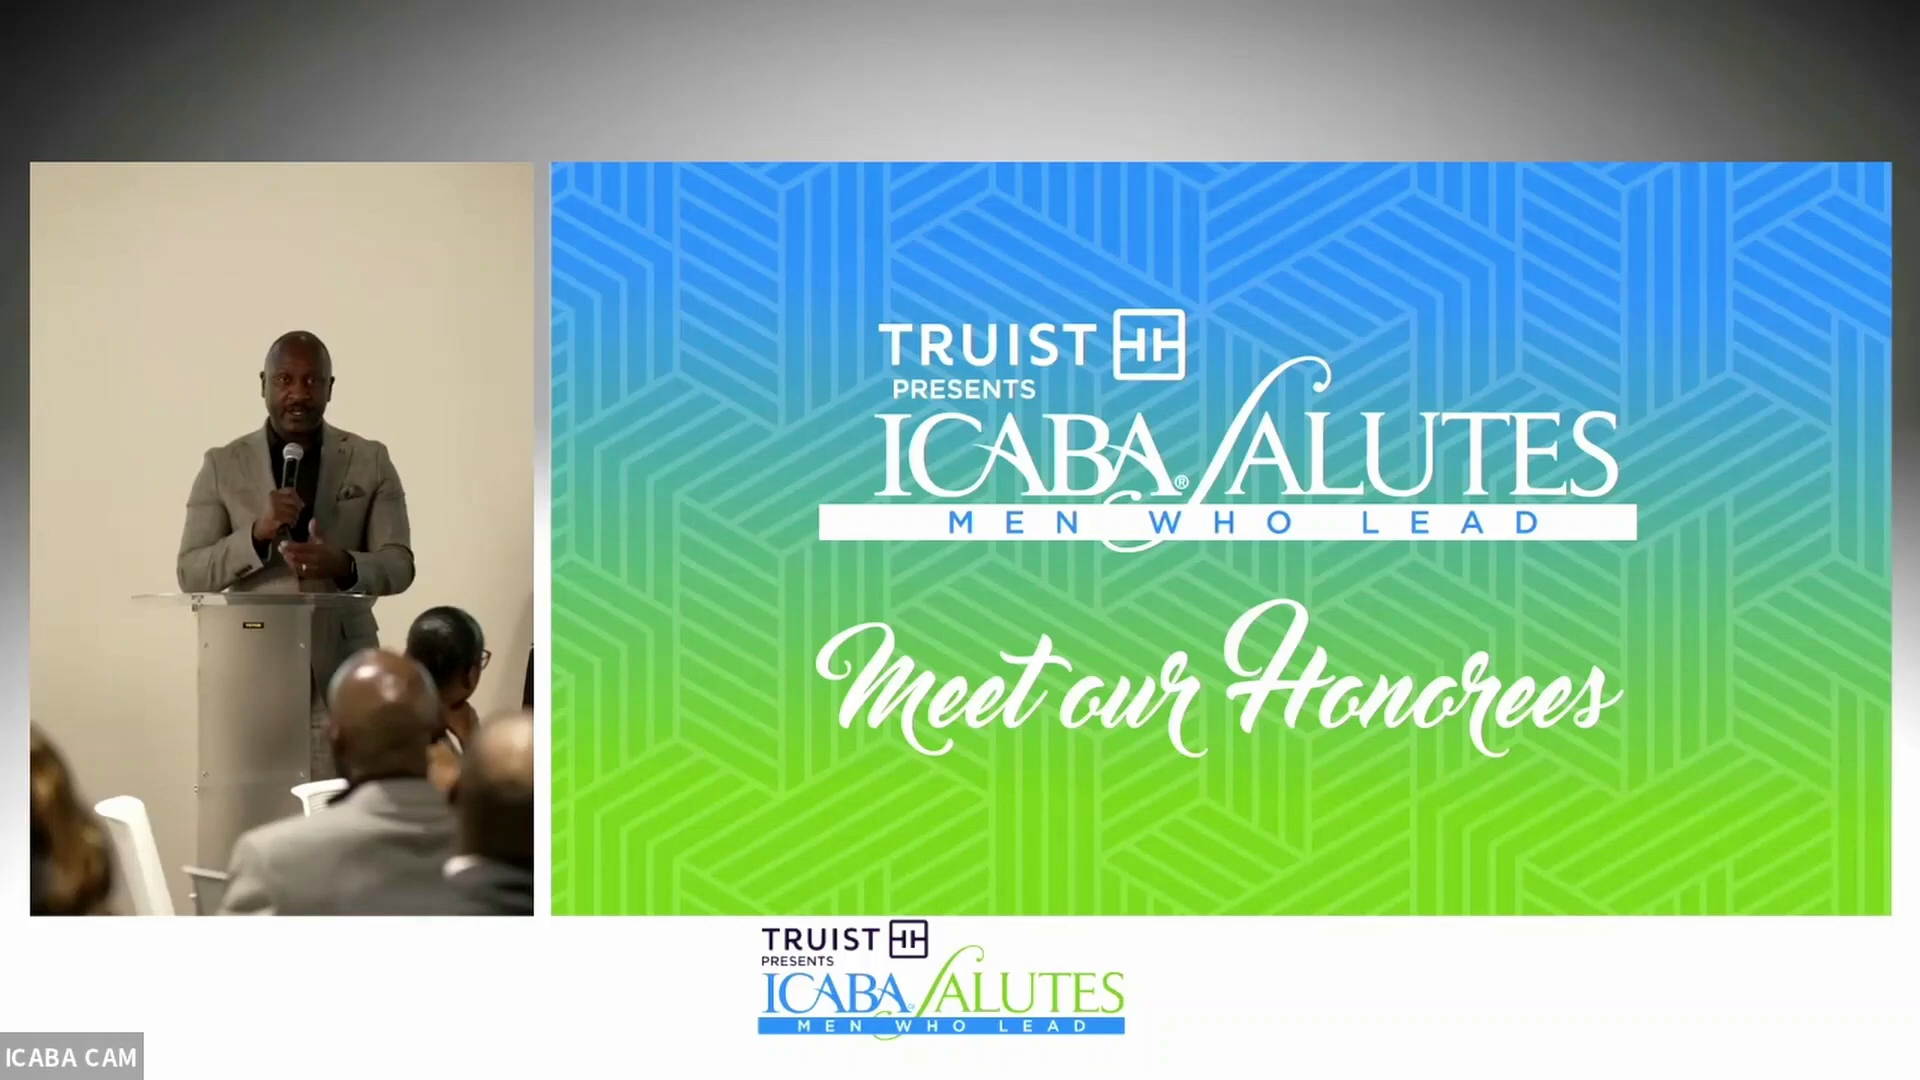 TRUIST
PRESENTS
ICABA® SALUTES
MEN WHO LEAD
Meet our Honorees
TRUIST
PRESENTS
ICABA® SALUTES
MEN WHO LEAD
ICABA CAM